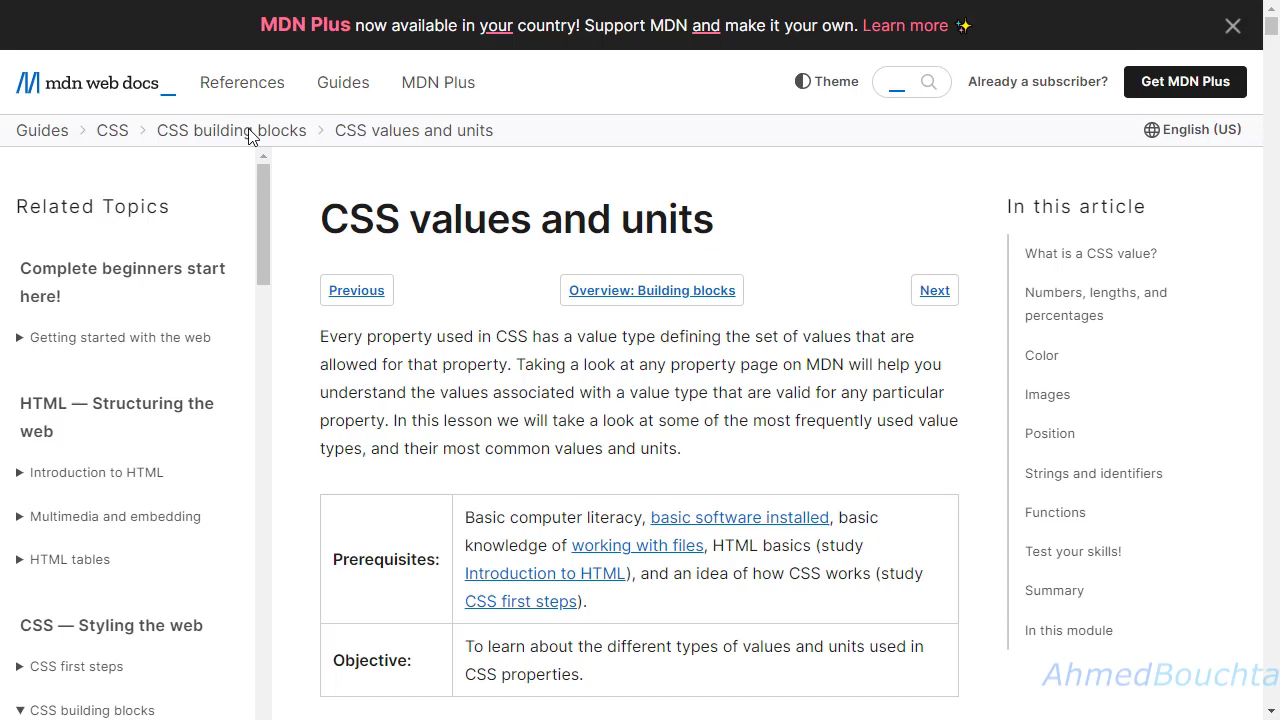 MDN Plus now available in your country! Support MDN and make it your own. Learn more ✨
mdn web docs_ References Guides MDN Plus Theme Already a subscriber? Get MDN Plus
Guides CSS CSS building blocks CSS values and units English (US)
Related Topics
Complete beginners start
here!
Getting started with the web
HTML — Structuring the
web
Introduction to HTML
Multimedia and embedding
HTML tables
CSS — Styling the web
CSS first steps
CSS building blocks
CSS values and units
Previous Overview: Building blocks Next
Every property used in CSS has a value type defining the set of values that are
allowed for that property. Taking a look at any property page on MDN will help you
understand the values associated with a value type that are valid for any particular
property. In this lesson we will take a look at some of the most frequently used value
types, and their most common values and units.
Prerequisites:
Basic computer literacy, basic software installed, basic
knowledge of working with files, HTML basics (study
Introduction to HTML), and an idea of how CSS works (study
CSS first steps).
Objective:
To learn about the different types of values and units used in
CSS properties.
In this article
What is a CSS value?
Numbers, lengths, and
percentages
Color
Images
Position
Strings and identifiers
Functions
Test your skills!
Summary
In this module
AhmedBouchta